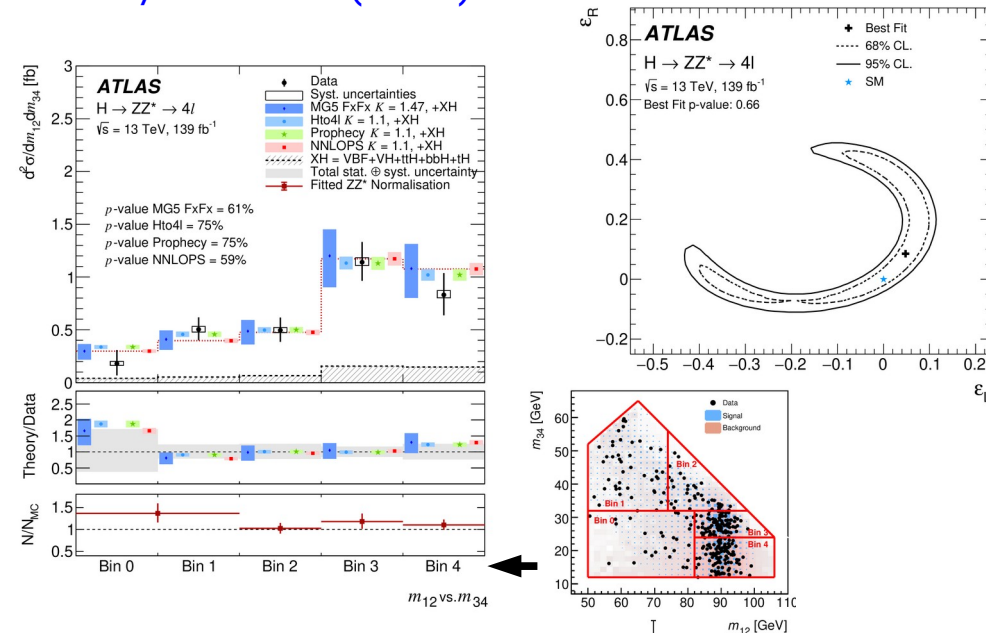 3
2.5
2
1.5
1
0.5
0
d²σ/dm₁₂dm₃₄ [fb]
ATLAS
H → ZZ* → 4l
√s = 13 TeV, 139 fb⁻¹
Data
Syst. uncertainties
MG5 FxFx K = 1.47, +XH
Hto4l K = 1.1, +XH
Prophecy K = 1.1, +XH
NNLOPS K = 1.1, +XH
XH = VBF+VH+ttH+bbH+tH
Total stat. ⊕ syst. uncertainty
Fitted ZZ* Normalisation
p-value MG5 FxFx = 61%
p-value Hto4l = 75%
p-value Prophecy = 75%
p-value NNLOPS = 59%
Theory/Data
2.5
2
1.5
1
0.5
N/N_MC
1.5
1
0.5
Bin 0 Bin 1 Bin 2 Bin 3 Bin 4
m₁₂ vs. m₃₄
ε_R
0.8
0.6
0.4
0.2
0
−0.2
ATLAS
H → ZZ* → 4l
√s = 13 TeV, 139 fb⁻¹
Best Fit p-value: 0.66
Best Fit
68% CL.
95% CL.
SM
−0.5 −0.4 −0.3 −0.2 −0.1 0 0.1 0.2
m₃₄ [GeV]
60
50
40
30
20
10
Data
Signal
Background
Bin 2
Bin 1
Bin 0
Bin 3
Bin 4
50 60 70 80 90 100 110
m₁₂ [GeV]